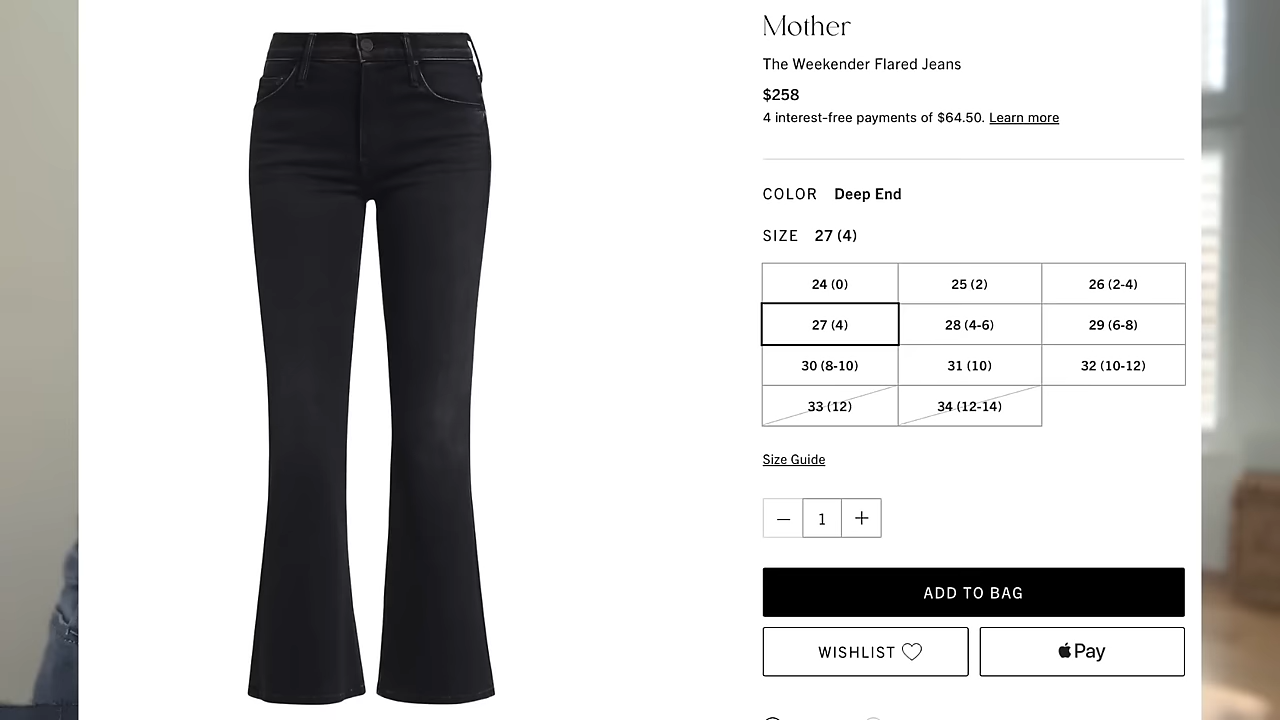 Mother
The Weekender Flared Jeans
$258
4 interest-free payments of $64.50. Learn more
COLOR Deep End
SIZE 27 (4)
24 (0) 25 (2) 26 (2-4)
27 (4) 28 (4-6) 29 (6-8)
30 (8-10) 31 (10) 32 (10-12)
33 (12) 34 (12-14)
Size Guide
— 1 +
ADD TO BAG
WISHLIST Pay